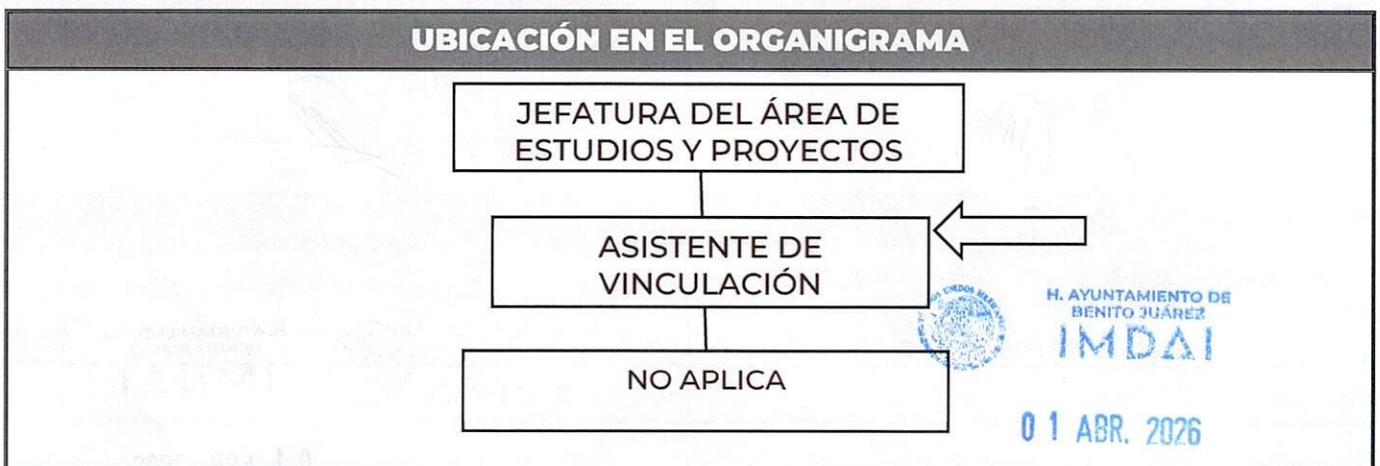 UBICACIÓN EN EL ORGANIGRAMA
JEFATURA DEL ÁREA DE
ESTUDIOS Y PROYECTOS
ASISTENTE DE
VINCULACIÓN
H. AYUNTAMIENTO DE
BENITO JUÁREZ
IMDAI
NO APLICA
01 ABR. 2026